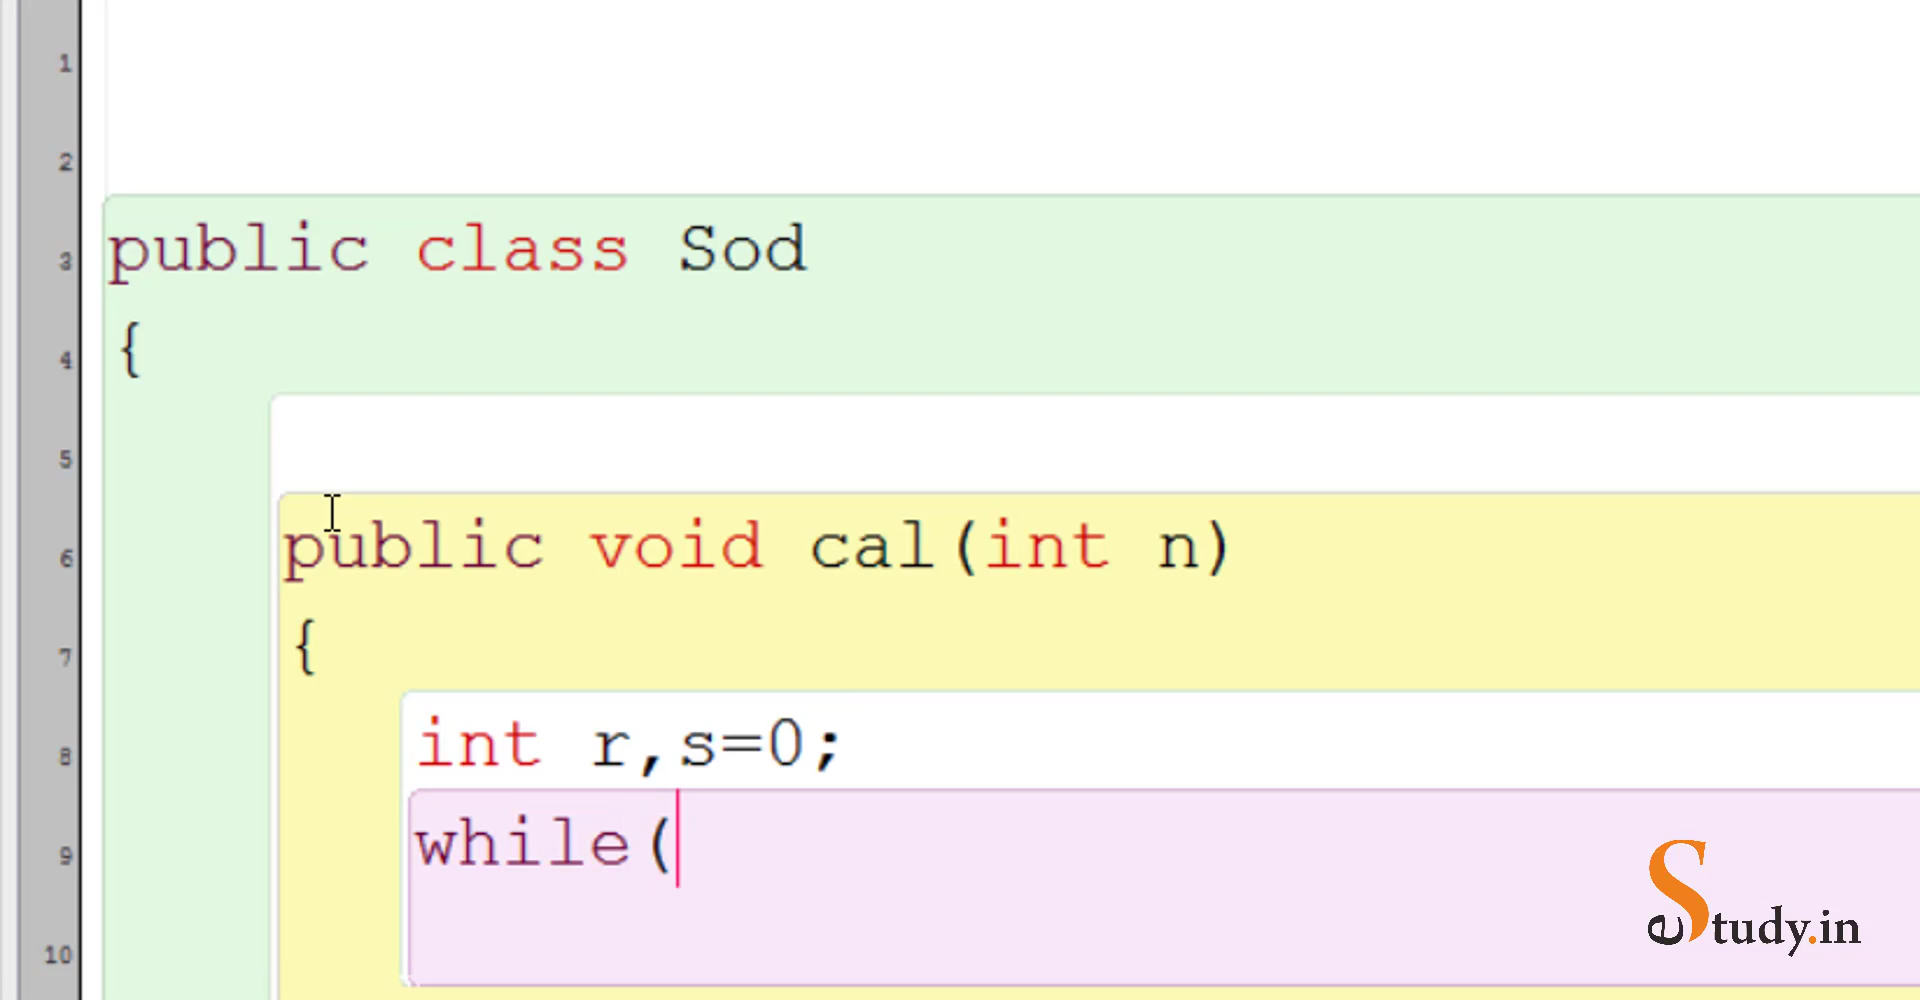 1
2
3 public class Sod
4 {
5
6 public void cal(int n)
7 {
8 int r,s=0;
9 while(
10
eStudy.in